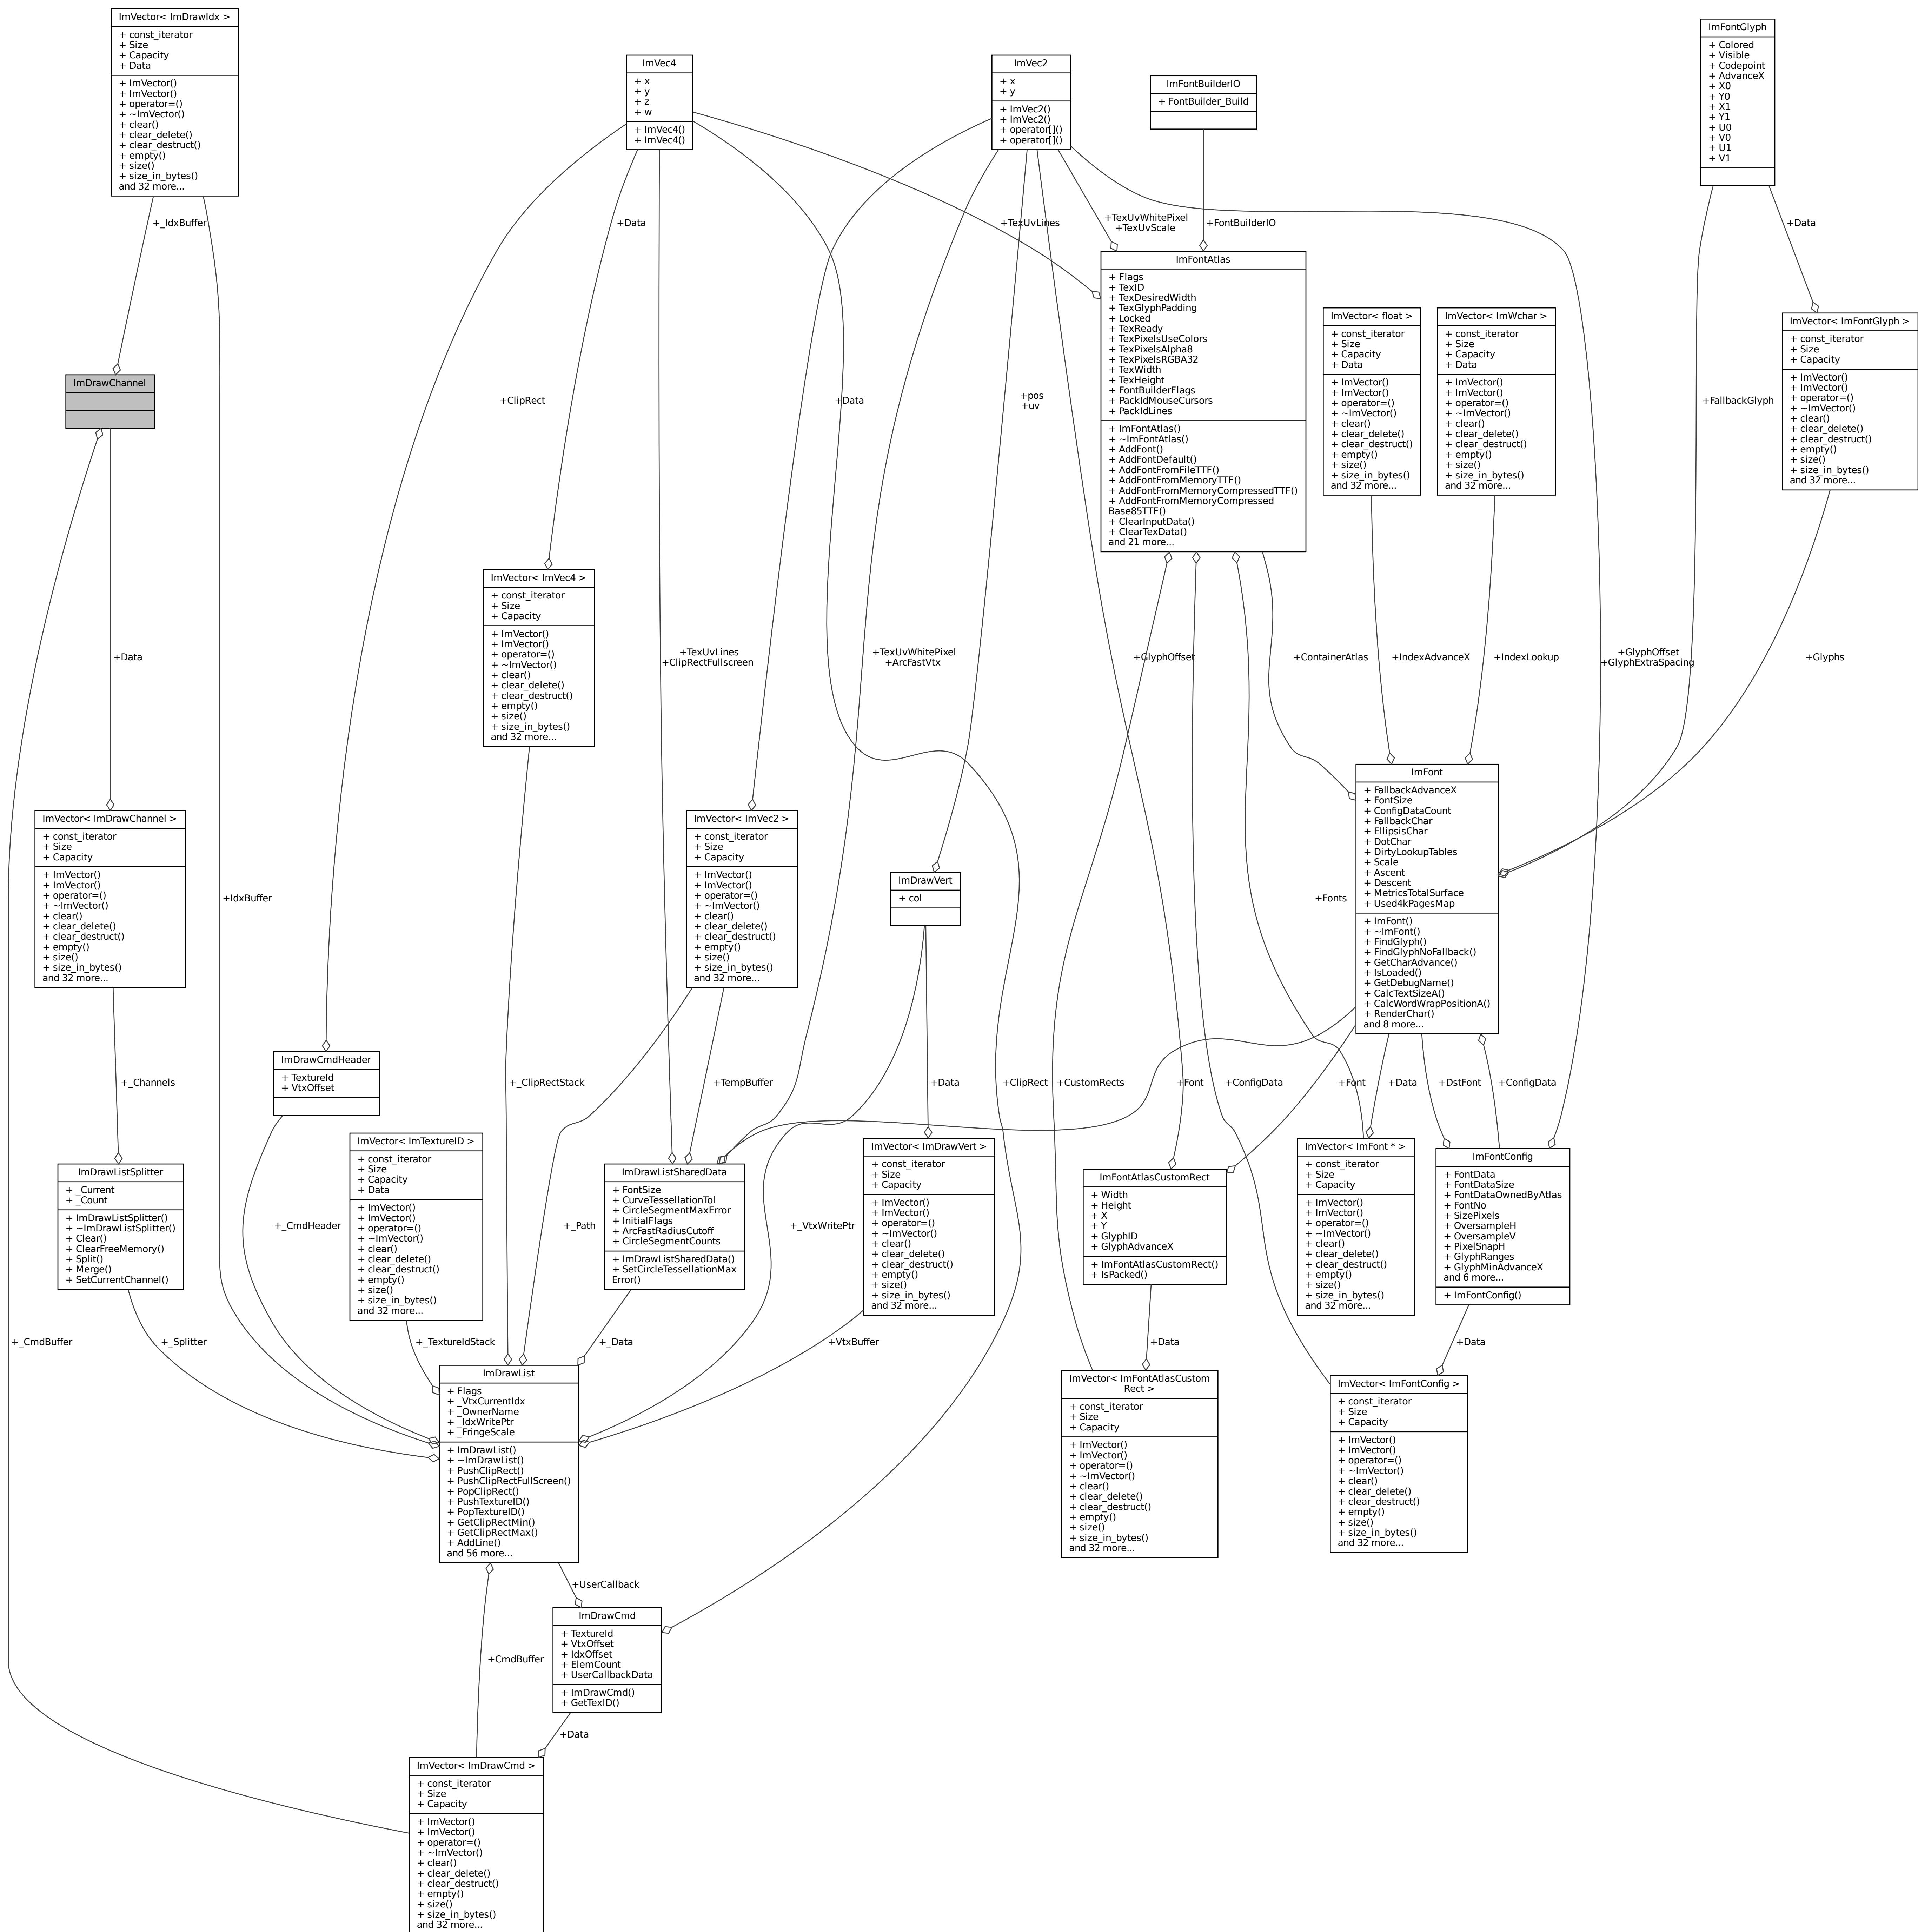 ImVector< ImDrawIdx >
+ const_iterator
+ Size
+ Capacity
+ Data
+ ImVector()
+ ImVector()
+ operator=()
+ ~ImVector()
+ clear()
+ clear_delete()
+ clear_destruct()
+ empty()
+ size()
+ size_in_bytes()
and 32 more...
ImVec4
+ x
+ y
+ z
+ w
+ ImVec4()
+ ImVec4()
ImVec2
+ x
+ y
+ ImVec2()
+ ImVec2()
+ operator[]()
+ operator[]()
ImFontBuilderIO
+ FontBuilder_Build
ImFontGlyph
+ Colored
+ Visible
+ Codepoint
+ AdvanceX
+ X0
+ Y0
+ X1
+ Y1
+ U0
+ V0
+ U1
+ V1
+_IdxBuffer
+Data
+TexUvLines
+TexUvWhitePixel
+TexUvScale
+FontBuilderIO
+Data
ImFontAtlas
+ Flags
+ TexID
+ TexDesiredWidth
+ TexGlyphPadding
+ Locked
+ TexReady
+ TexPixelsUseColors
+ TexPixelsAlpha8
+ TexPixelsRGBA32
+ TexWidth
+ TexHeight
+ FontBuilderFlags
+ PackIdMouseCursors
+ PackIdLines
+ ImFontAtlas()
+ ~ImFontAtlas()
+ AddFont()
+ AddFontDefault()
+ AddFontFromFileTTF()
+ AddFontFromMemoryTTF()
+ AddFontFromMemoryCompressedTTF()
+ AddFontFromMemoryCompressed
Base85TTF()
+ ClearInputData()
+ ClearTexData()
and 21 more...
ImVector< float >
+ const_iterator
+ Size
+ Capacity
+ Data
+ ImVector()
+ ImVector()
+ operator=()
+ ~ImVector()
+ clear()
+ clear_delete()
+ clear_destruct()
+ empty()
+ size()
+ size_in_bytes()
and 32 more...
ImVector< ImWchar >
+ const_iterator
+ Size
+ Capacity
+ Data
+ ImVector()
+ ImVector()
+ operator=()
+ ~ImVector()
+ clear()
+ clear_delete()
+ clear_destruct()
+ empty()
+ size()
+ size_in_bytes()
and 32 more...
ImVector< ImFontGlyph >
+ const_iterator
+ Size
+ Capacity
+ ImVector()
+ ImVector()
+ operator=()
+ ~ImVector()
+ clear()
+ clear_delete()
+ clear_destruct()
+ empty()
+ size()
+ size_in_bytes()
and 32 more...
ImDrawChannel
+ClipRect
+Data
+pos
+uv
+FallbackGlyph
ImVector< ImVec4 >
+ const_iterator
+ Size
+ Capacity
+ ImVector()
+ ImVector()
+ operator=()
+ ~ImVector()
+ clear()
+ clear_delete()
+ clear_destruct()
+ empty()
+ size()
+ size_in_bytes()
and 32 more...
+Data
+TexUvLines
+ClipRectFullscreen
+TexUvWhitePixel
+ArcFastVtx
+GlyphOffset
+ContainerAtlas
+IndexAdvanceX
+IndexLookup
+GlyphOffset
+GlyphExtraSpacing
+Glyphs
ImFont
+ FallbackAdvanceX
+ FontSize
+ ConfigDataCount
+ FallbackChar
+ EllipsisChar
+ DotChar
+ DirtyLookupTables
+ Scale
+ Ascent
+ Descent
+ MetricsTotalSurface
+ Used4kPagesMap
+ ImFont()
+ ~ImFont()
+ FindGlyph()
+ FindGlyphNoFallback()
+ GetCharAdvance()
+ IsLoaded()
+ GetDebugName()
+ CalcTextSizeA()
+ CalcWordWrapPositionA()
+ RenderChar()
and 8 more...
ImVector< ImDrawChannel >
+ const_iterator
+ Size
+ Capacity
+ ImVector()
+ ImVector()
+ operator=()
+ ~ImVector()
+ clear()
+ clear_delete()
+ clear_destruct()
+ empty()
+ size()
+ size_in_bytes()
and 32 more...
ImVector< ImVec2 >
+ const_iterator
+ Size
+ Capacity
+ ImVector()
+ ImVector()
+ operator=()
+ ~ImVector()
+ clear()
+ clear_delete()
+ clear_destruct()
+ empty()
+ size()
+ size_in_bytes()
and 32 more...
ImDrawVert
+ col
+IdxBuffer
+Fonts
ImDrawCmdHeader
+ TextureId
+ VtxOffset
+_Channels
+_ClipRectStack
+TempBuffer
+Data
+ClipRect
+CustomRects
+Font
+ConfigData
+Font
+Data
+DstFont
+ConfigData
ImVector< ImTextureID >
+ const_iterator
+ Size
+ Capacity
+ Data
+ ImVector()
+ ImVector()
+ operator=()
+ ~ImVector()
+ clear()
+ clear_delete()
+ clear_destruct()
+ empty()
+ size()
+ size_in_bytes()
and 32 more...
ImDrawListSplitter
+ _Current
+ _Count
+ ImDrawListSplitter()
+ ~ImDrawListSplitter()
+ Clear()
+ ClearFreeMemory()
+ Split()
+ Merge()
+ SetCurrentChannel()
+_CmdHeader
+_Path
ImDrawListSharedData
+ FontSize
+ CurveTessellationTol
+ CircleSegmentMaxError
+ InitialFlags
+ ArcFastRadiusCutoff
+ CircleSegmentCounts
+ ImDrawListSharedData()
+ SetCircleTessellationMax
Error()
+_VtxWritePtr
ImVector< ImDrawVert >
+ const_iterator
+ Size
+ Capacity
+ ImVector()
+ ImVector()
+ operator=()
+ ~ImVector()
+ clear()
+ clear_delete()
+ clear_destruct()
+ empty()
+ size()
+ size_in_bytes()
and 32 more...
ImFontAtlasCustomRect
+ Width
+ Height
+ X
+ Y
+ GlyphID
+ GlyphAdvanceX
+ ImFontAtlasCustomRect()
+ IsPacked()
ImVector< ImFont * >
+ const_iterator
+ Size
+ Capacity
+ ImVector()
+ ImVector()
+ operator=()
+ ~ImVector()
+ clear()
+ clear_delete()
+ clear_destruct()
+ empty()
+ size()
+ size_in_bytes()
and 32 more...
ImFontConfig
+ FontData
+ FontDataSize
+ FontDataOwnedByAtlas
+ FontNo
+ SizePixels
+ OversampleH
+ OversampleV
+ PixelSnapH
+ GlyphRanges
+ GlyphMinAdvanceX
and 6 more...
+ ImFontConfig()
+_CmdBuffer
+_Splitter
+_TextureIdStack
+_Data
+VtxBuffer
+Data
+Data
ImDrawList
+ Flags
+ _VtxCurrentIdx
+ _OwnerName
+ _IdxWritePtr
+ _FringeScale
+ ImDrawList()
+ ~ImDrawList()
+ PushClipRect()
+ PushClipRectFullScreen()
+ PopClipRect()
+ PushTextureID()
+ PopTextureID()
+ GetClipRectMin()
+ GetClipRectMax()
+ AddLine()
and 56 more...
ImVector< ImFontAtlasCustom
Rect >
+ const_iterator
+ Size
+ Capacity
+ ImVector()
+ ImVector()
+ operator=()
+ ~ImVector()
+ clear()
+ clear_delete()
+ clear_destruct()
+ empty()
+ size()
+ size_in_bytes()
and 32 more...
ImVector< ImFontConfig >
+ const_iterator
+ Size
+ Capacity
+ ImVector()
+ ImVector()
+ operator=()
+ ~ImVector()
+ clear()
+ clear_delete()
+ clear_destruct()
+ empty()
+ size()
+ size_in_bytes()
and 32 more...
+UserCallback
+CmdBuffer
ImDrawCmd
+ TextureId
+ VtxOffset
+ IdxOffset
+ ElemCount
+ UserCallbackData
+ ImDrawCmd()
+ GetTexID()
+Data
ImVector< ImDrawCmd >
+ const_iterator
+ Size
+ Capacity
+ ImVector()
+ ImVector()
+ operator=()
+ ~ImVector()
+ clear()
+ clear_delete()
+ clear_destruct()
+ empty()
+ size()
+ size_in_bytes()
and 32 more...